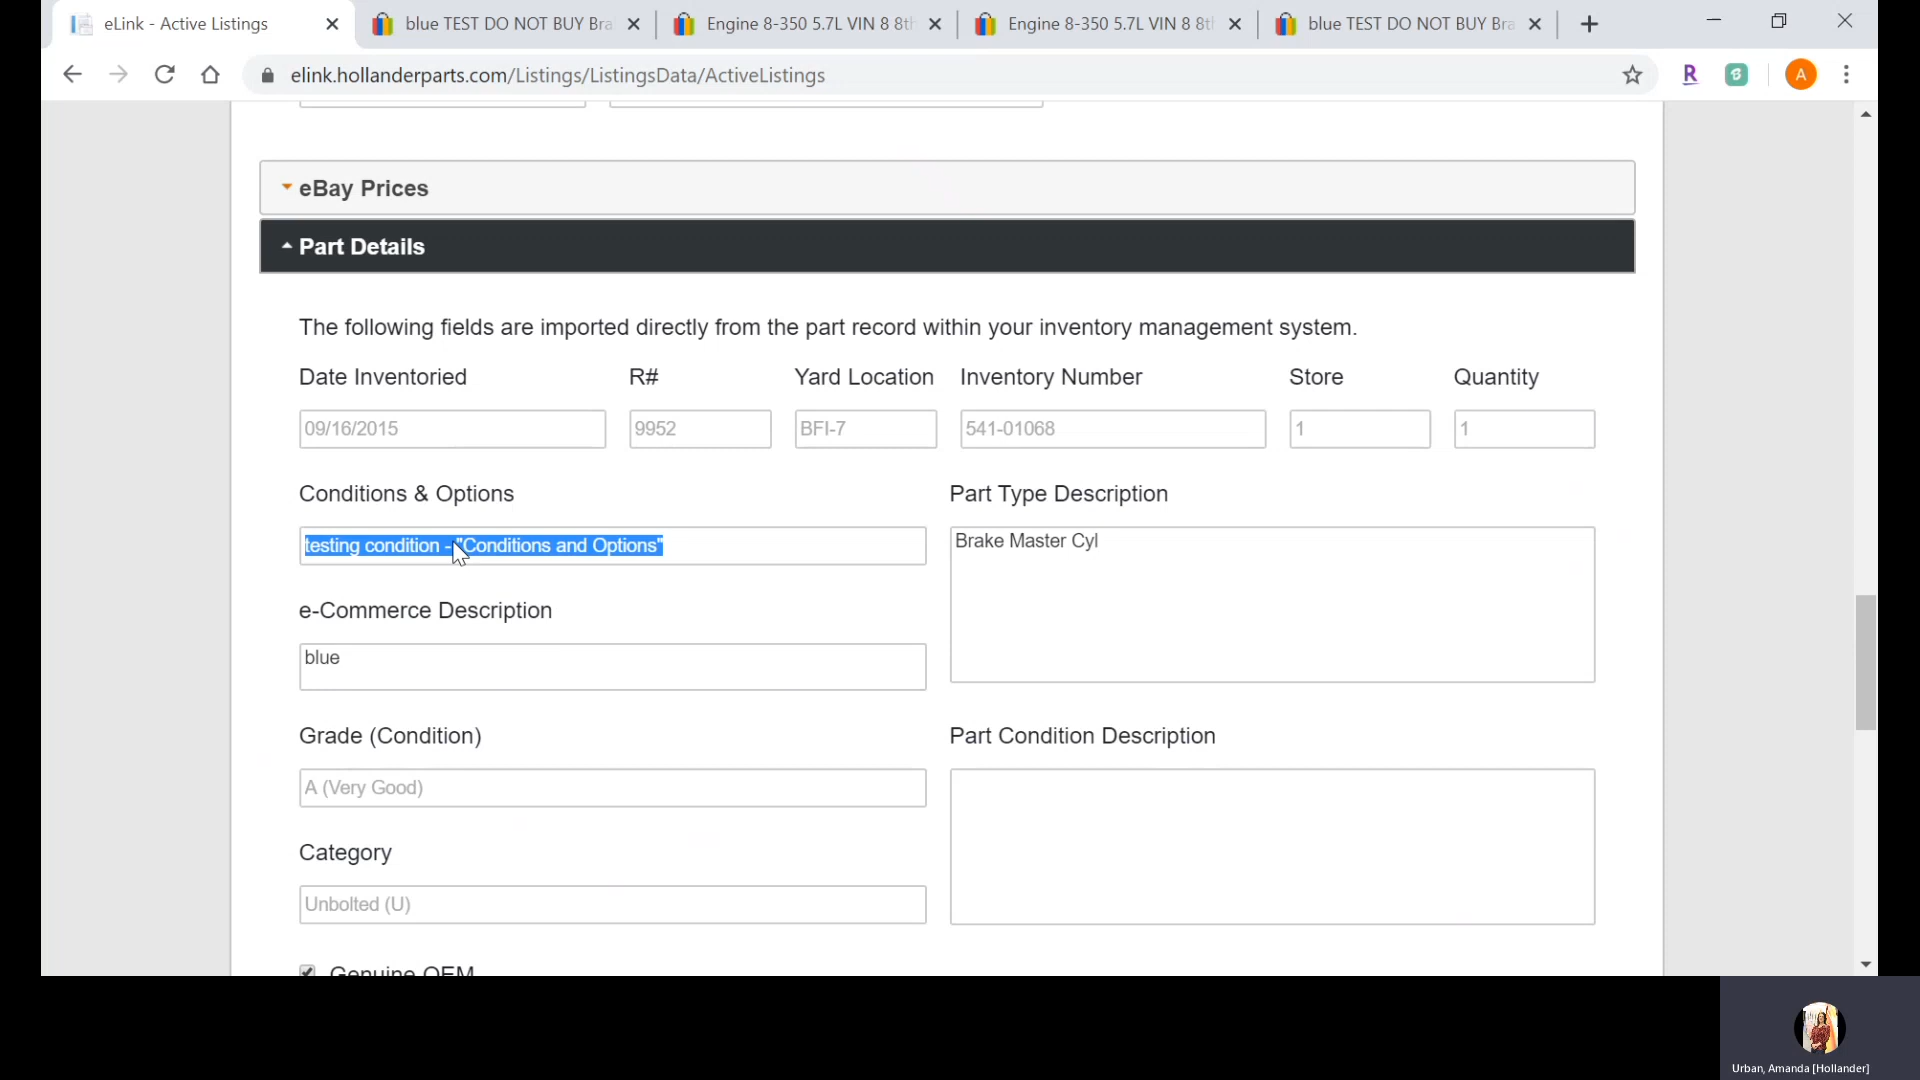 eLink - Active Listings
blue TEST DO NOT BUY Bra
Engine 8-350 5.7L VIN 8 8th
Engine 8-350 5.7L VIN 8 8th
blue TEST DO NOT BUY Bra
elink.hollanderparts.com/Listings/ListingsData/ActiveListings
R
A
eBay Prices
Part Details
The following fields are imported directly from the part record within your inventory management system.
Date Inventoried R# Yard Location Inventory Number Store Quantity
09/16/2015 9952 BFI-7 541-01068 1 1
Conditions & Options Part Type Description
testing condition - "Conditions and Options" Brake Master Cyl
e-Commerce Description
blue
Grade (Condition) Part Condition Description
A (Very Good)
Category
Unbolted (U)
Genuine OEM
Urban, Amanda [Hollander]